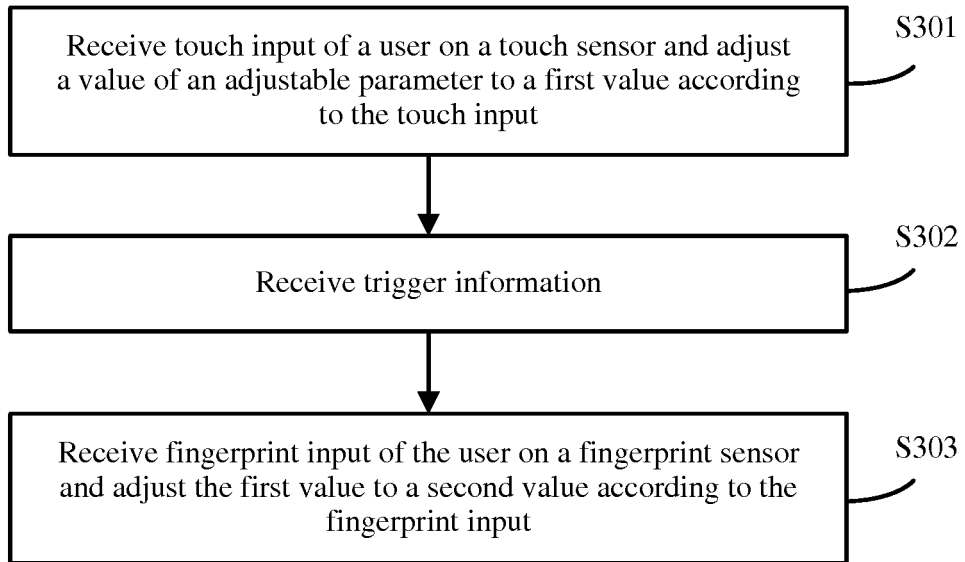 S301
Receive touch input of a user on a touch sensor and adjust
a value of an adjustable parameter to a first value according
to the touch input
S302
Receive trigger information
S303
Receive fingerprint input of the user on a fingerprint sensor
and adjust the first value to a second value according to the
fingerprint input